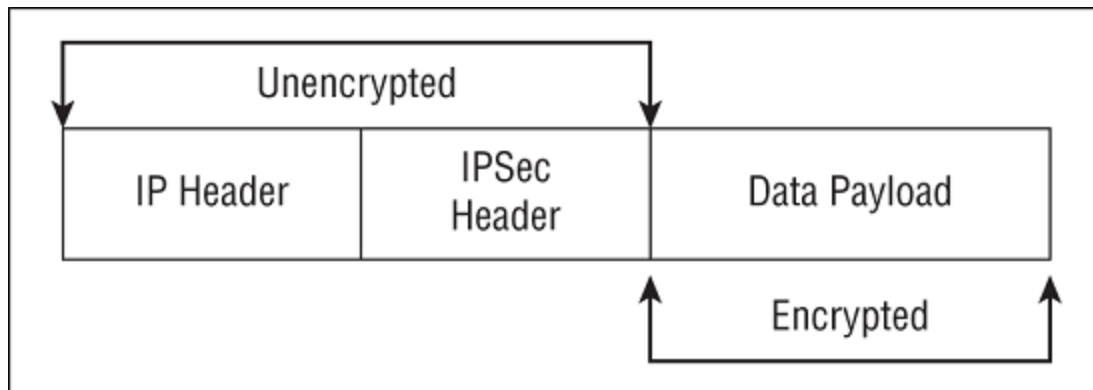 Unencrypted
IP Header
IPSec
Header
Data Payload
Encrypted